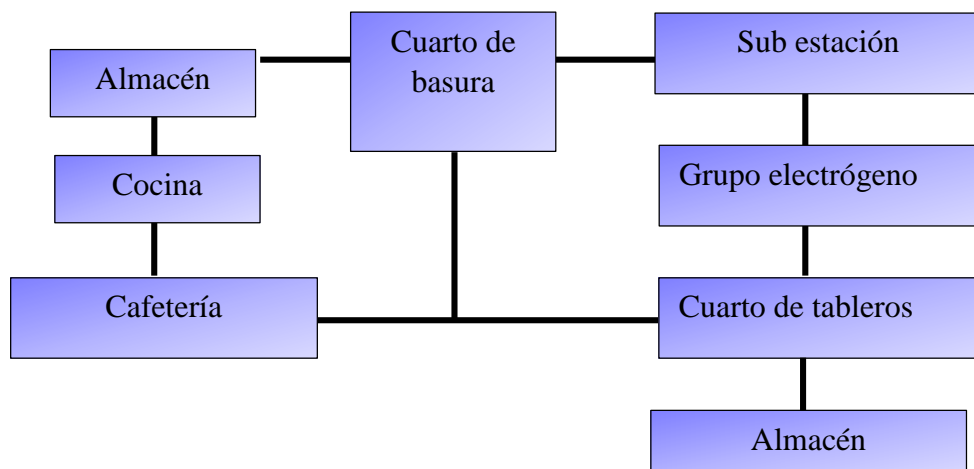 Cuarto de
basura
Sub estación
Almacén
Cocina
Grupo electrógeno
Cafetería
Cuarto de tableros
Almacén